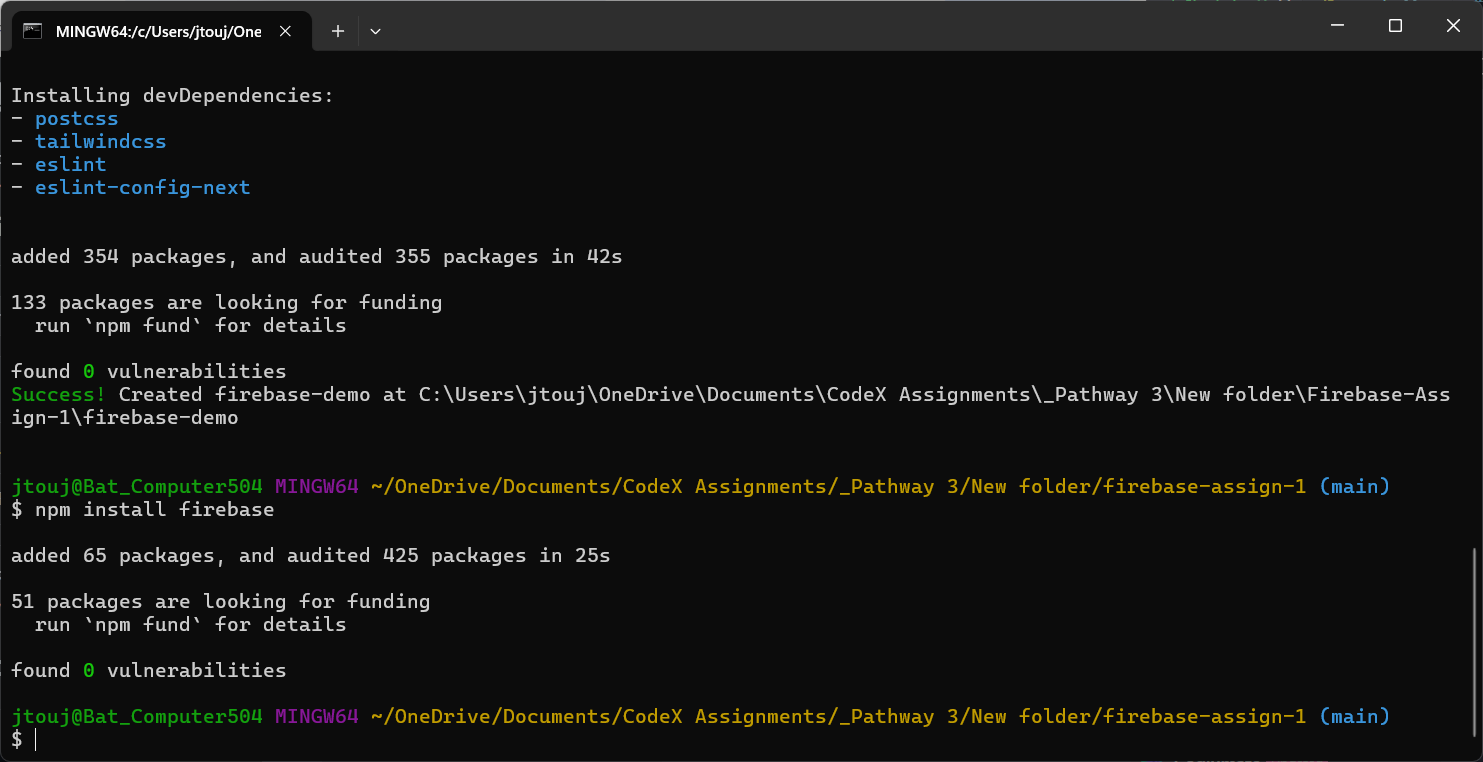 MINGW64:/c/Users/jtouj/One
Installing devDependencies:
- postcss
- tailwindcss
- eslint
- eslint-config-next
added 354 packages, and audited 355 packages in 42s
133 packages are looking for funding
  run `npm fund` for details
found 0 vulnerabilities
Success! Created firebase-demo at C:\Users\jtouj\OneDrive\Documents\CodeX Assignments\_Pathway 3\New folder\Firebase-Ass
ign-1\firebase-demo
jtouj@Bat_Computer504 MINGW64 ~/OneDrive/Documents/CodeX Assignments/_Pathway 3/New folder/firebase-assign-1 (main)
$ npm install firebase
added 65 packages, and audited 425 packages in 25s
51 packages are looking for funding
  run `npm fund` for details
found 0 vulnerabilities
jtouj@Bat_Computer504 MINGW64 ~/OneDrive/Documents/CodeX Assignments/_Pathway 3/New folder/firebase-assign-1 (main)
$